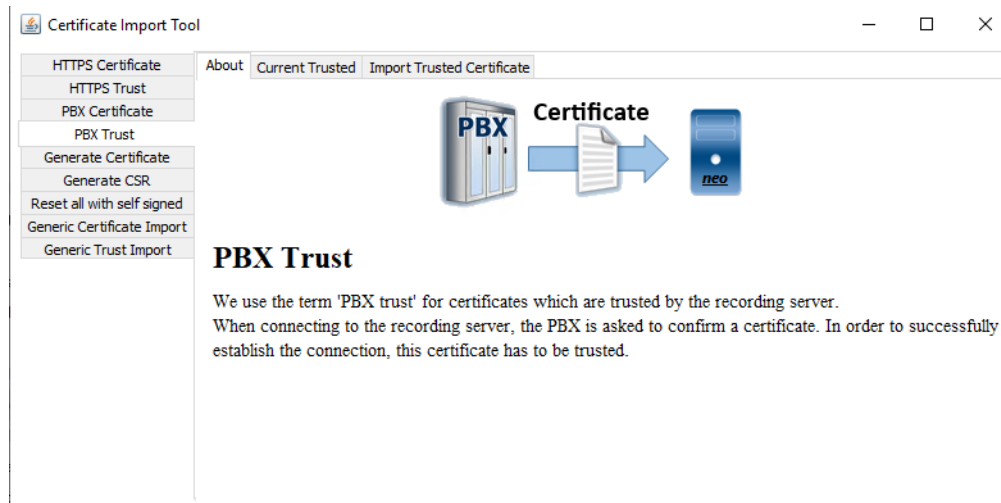 Certificate Import Tool
HTTPS Certificate
HTTPS Trust
PBX Certificate
PBX Trust
Generate Certificate
Generate CSR
Reset all with self signed
Generic Certificate Import
Generic Trust Import
About Current Trusted Import Trusted Certificate
PBX
Certificate
neo
PBX Trust
We use the term 'PBX trust' for certificates which are trusted by the recording server.
When connecting to the recording server, the PBX is asked to confirm a certificate. In order to successfully
establish the connection, this certificate has to be trusted.